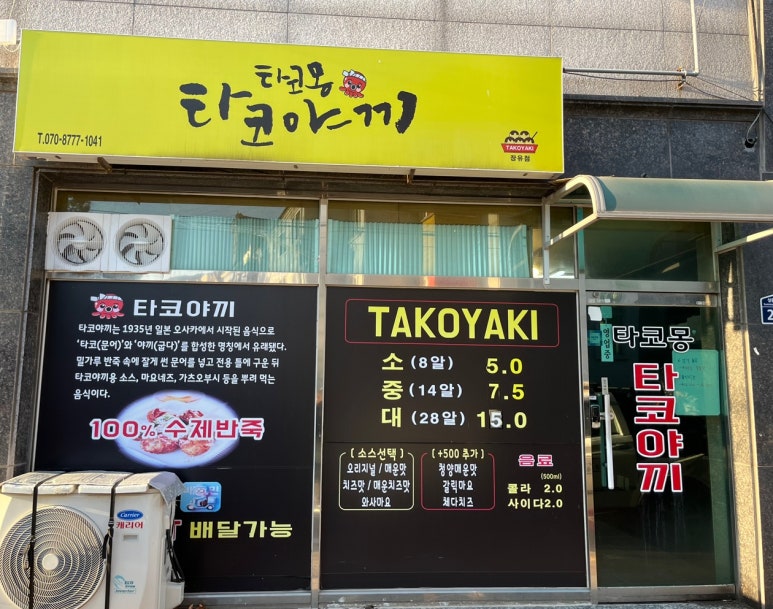 타코몽
타코야끼
T.070-8777-1041
TAKOYAKI
장유점
타코야끼
타코야끼는 1935년 일본 오사카에서 시작된 음식으로
'타코(문어)'와 '야끼(굽다)'를 합성한 명칭에서 유래됐다.
밀가루 반죽 속에 잘게 썬 문어를 넣고 전용 틀에 구운 뒤
타코야끼용 소스, 마요네즈, 가츠오부시 등을 뿌려 먹는
음식이다.
100% 수제반죽
배달가능
Carrier
캐리어
TAKOYAKI
소 (8알) 5.0
중 (14알) 7.5
대 (28알) 15.0
[ 소스선택 ]
오리지널 / 매운맛
치즈맛 / 매운치즈맛
와사마요
[ +500 추가 ]
청양매운맛
갈릭마요
체다치즈
음료
(500ml)
콜라 2.0
사이다 2.0
영업중
타코몽
타코야끼